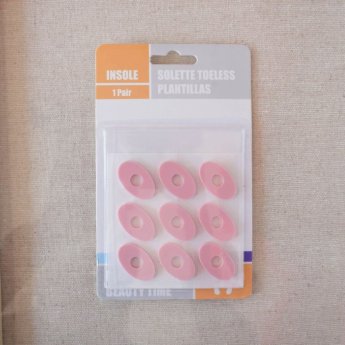 INSOLE
1 Pair
SOLETTE TOELESS
PLANTILLAS
BEAUTY TIME